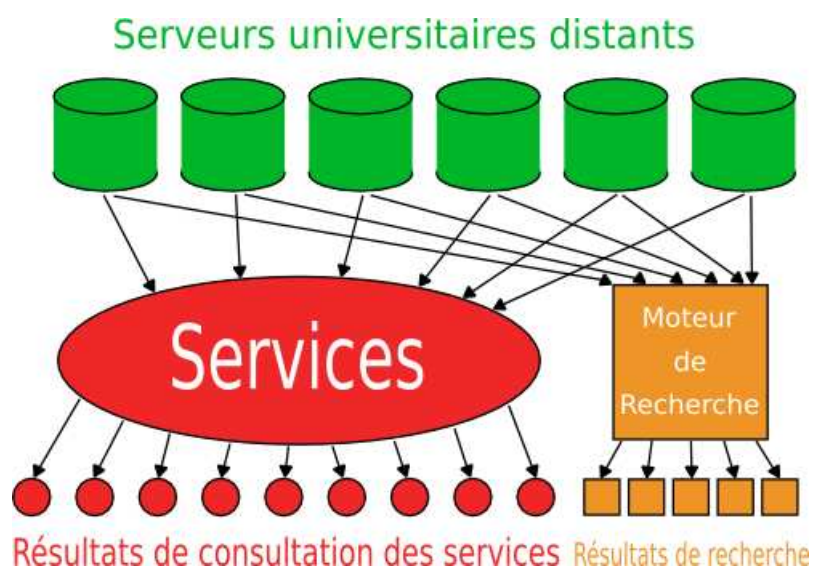 Serveurs universitaires distants
Services
Moteur
de
Recherche
Résultats de consultation des services
Résultats de recherche